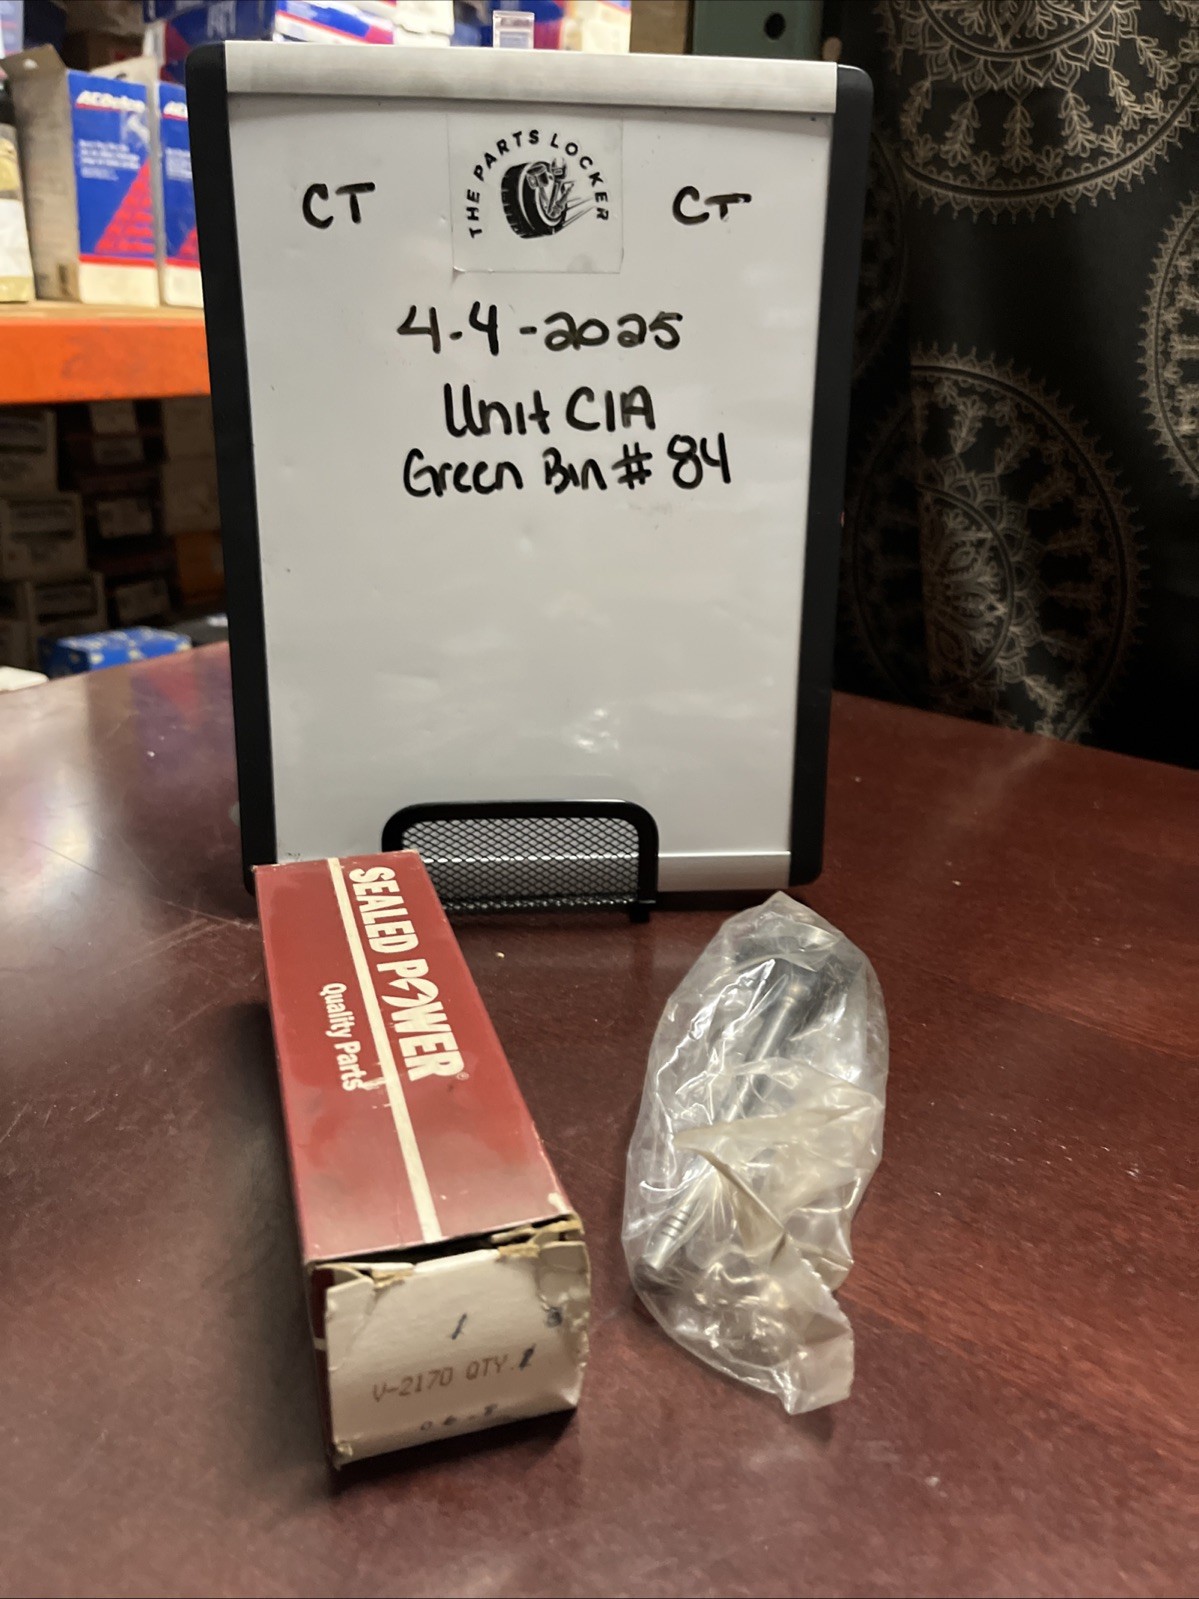 ACDelco
THE PARTS LOCKER
CT
CT
4-4-2025
Unit C1A
Green Bin # 84
SEALED POWER®
Quality Parts
V-2170 QTY.